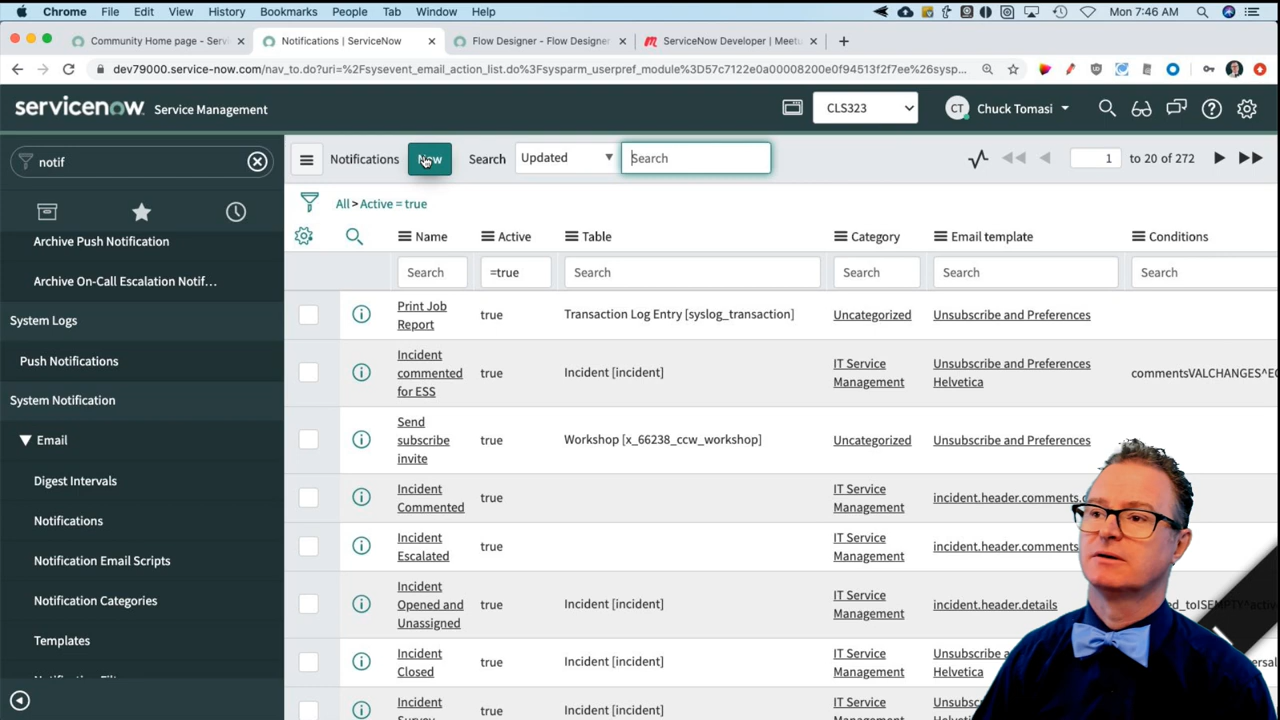 Chrome File Edit View History Bookmarks People Tab Window Help Mon 7:46 AM
Community Home page - Servi Notifications | ServiceNow Flow Designer - Flow Designer ServiceNow Developer | Meetu
dev79000.service-now.com/nav_to.do?uri=%2Fsysevent_email_action_list.do%3Fsysparm_userpref_module%3D57c7122e0a00008200e0f94513f2f7ee%26sysp...
servicenow Service Management CLS323 CT Chuck Tomasi
notif
Notifications New Search Updated Search 1 to 20 of 272
All > Active = true
Archive Push Notification
Archive On-Call Escalation Notif...
System Logs
Push Notifications
System Notification
Email
Digest Intervals
Notifications
Notification Email Scripts
Notification Categories
Templates
Name Active Table Category Email template Conditions
Search =true Search Search Search Search
Print Job
Report
true Transaction Log Entry [syslog_transaction] Uncategorized Unsubscribe and Preferences
Incident
commented
for ESS
true Incident [incident]
IT Service
Management
Unsubscribe and Preferences
Helvetica
commentsVALCHANGES^EQ
Send
subscribe
invite
true Workshop [x_66238_ccw_workshop] Uncategorized Unsubscribe and Preferences
Incident
Commented
true
IT Service
Management
incident.header.comments.
Incident
Escalated
true
IT Service
Management
incident.header.comments
Incident
Opened and
Unassigned
true Incident [incident]
IT Service
Management
incident.header.details
Incident
Closed
true Incident [incident]
IT Service
Management
Helvetica
Incident
true
IT Service